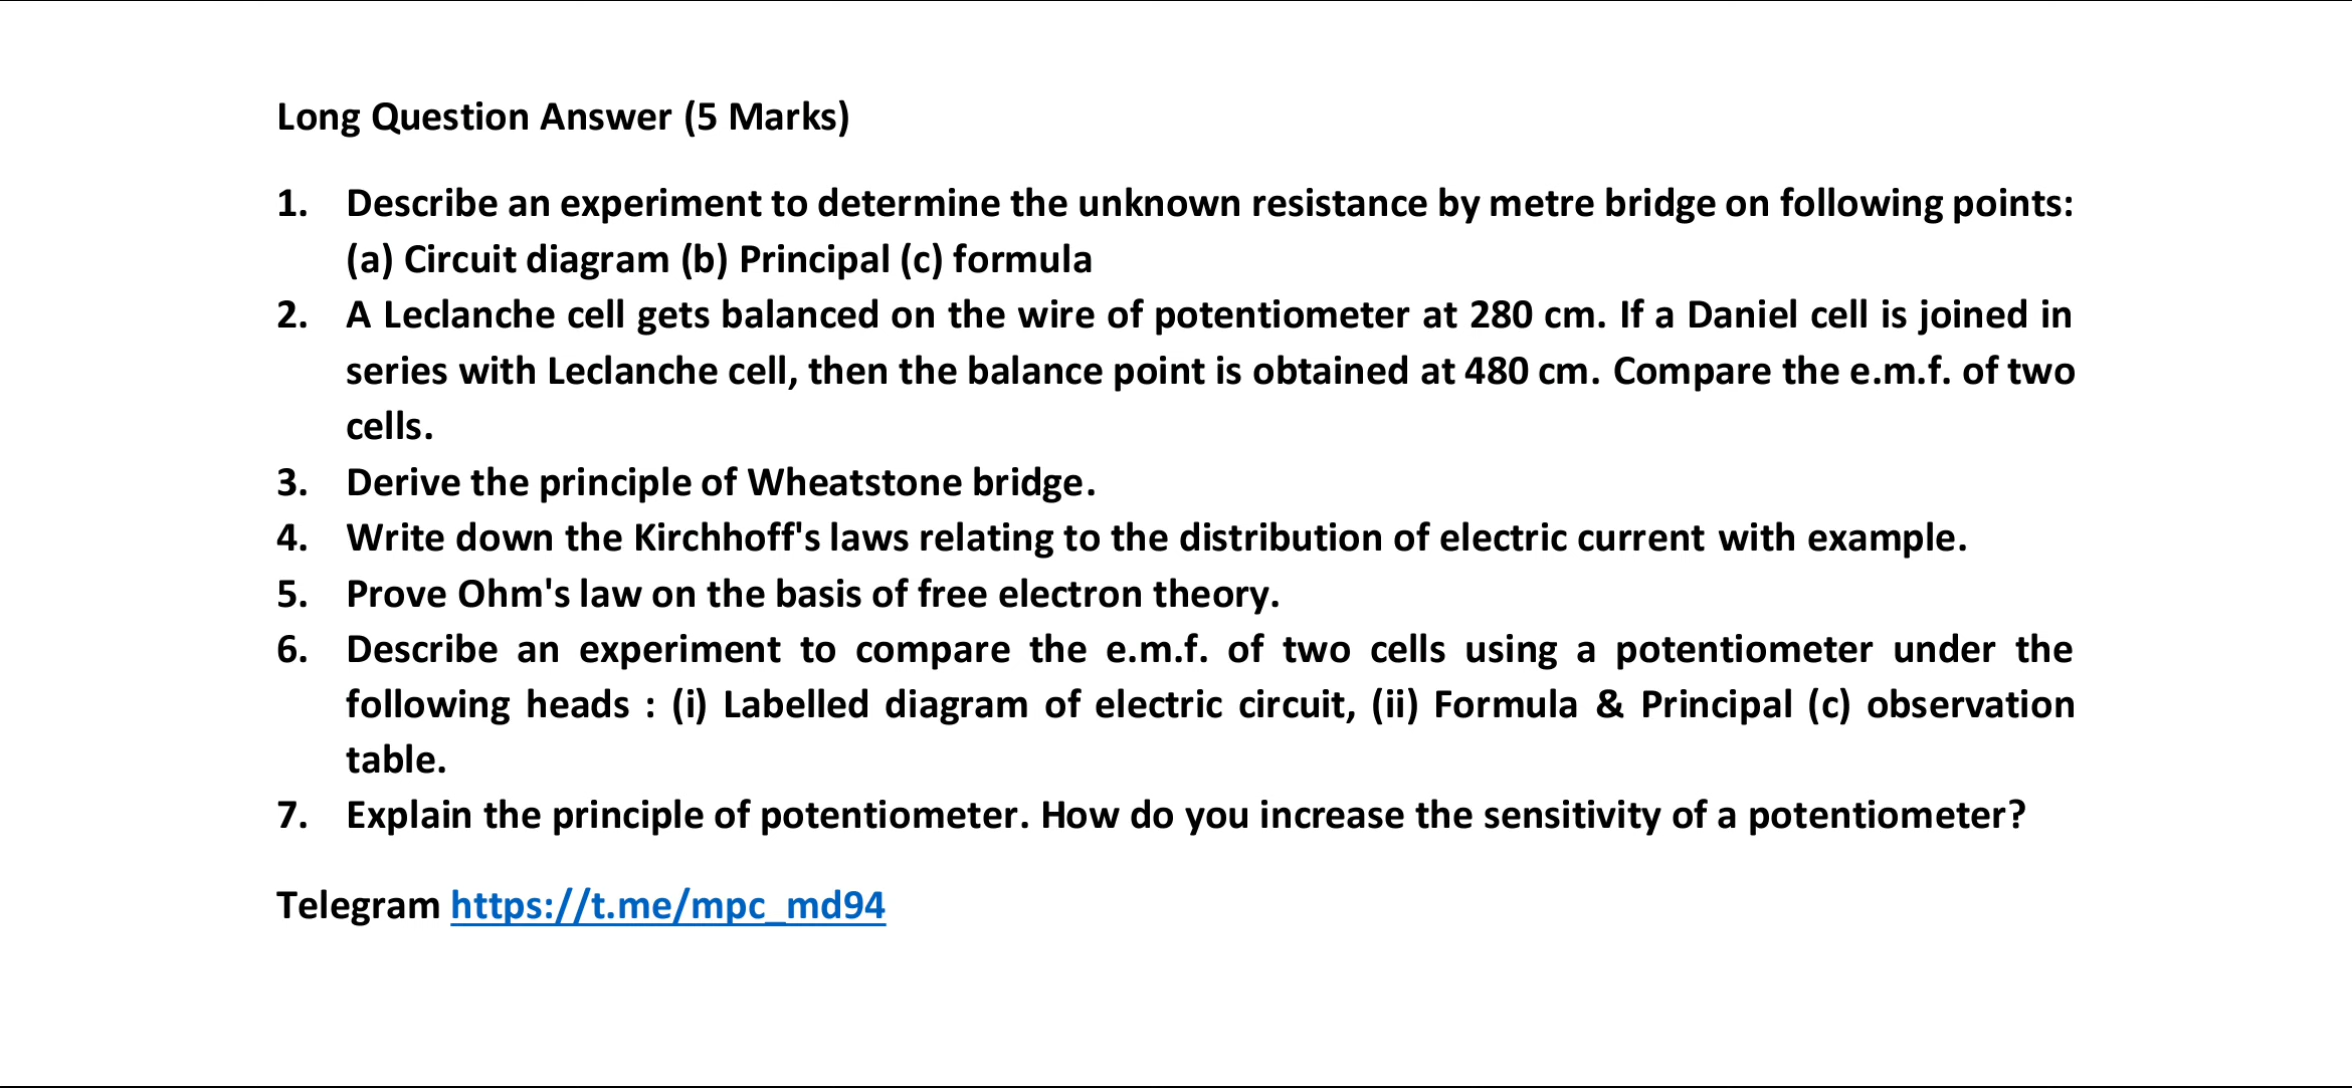 Long Question Answer (5 Marks)
1. Describe an experiment to determine the unknown resistance by metre bridge on following points:
(a) Circuit diagram (b) Principal (c) formula
2. A Leclanche cell gets balanced on the wire of potentiometer at 280 cm. If a Daniel cell is joined in
series with Leclanche cell, then the balance point is obtained at 480 cm. Compare the e.m.f. of two
cells.
3. Derive the principle of Wheatstone bridge.
4. Write down the Kirchhoff's laws relating to the distribution of electric current with example.
5. Prove Ohm's law on the basis of free electron theory.
6. Describe an experiment to compare the e.m.f. of two cells using a potentiometer under the
following heads : (i) Labelled diagram of electric circuit, (ii) Formula & Principal (c) observation
table.
7. Explain the principle of potentiometer. How do you increase the sensitivity of a potentiometer?
Telegram https://t.me/mpc_md94